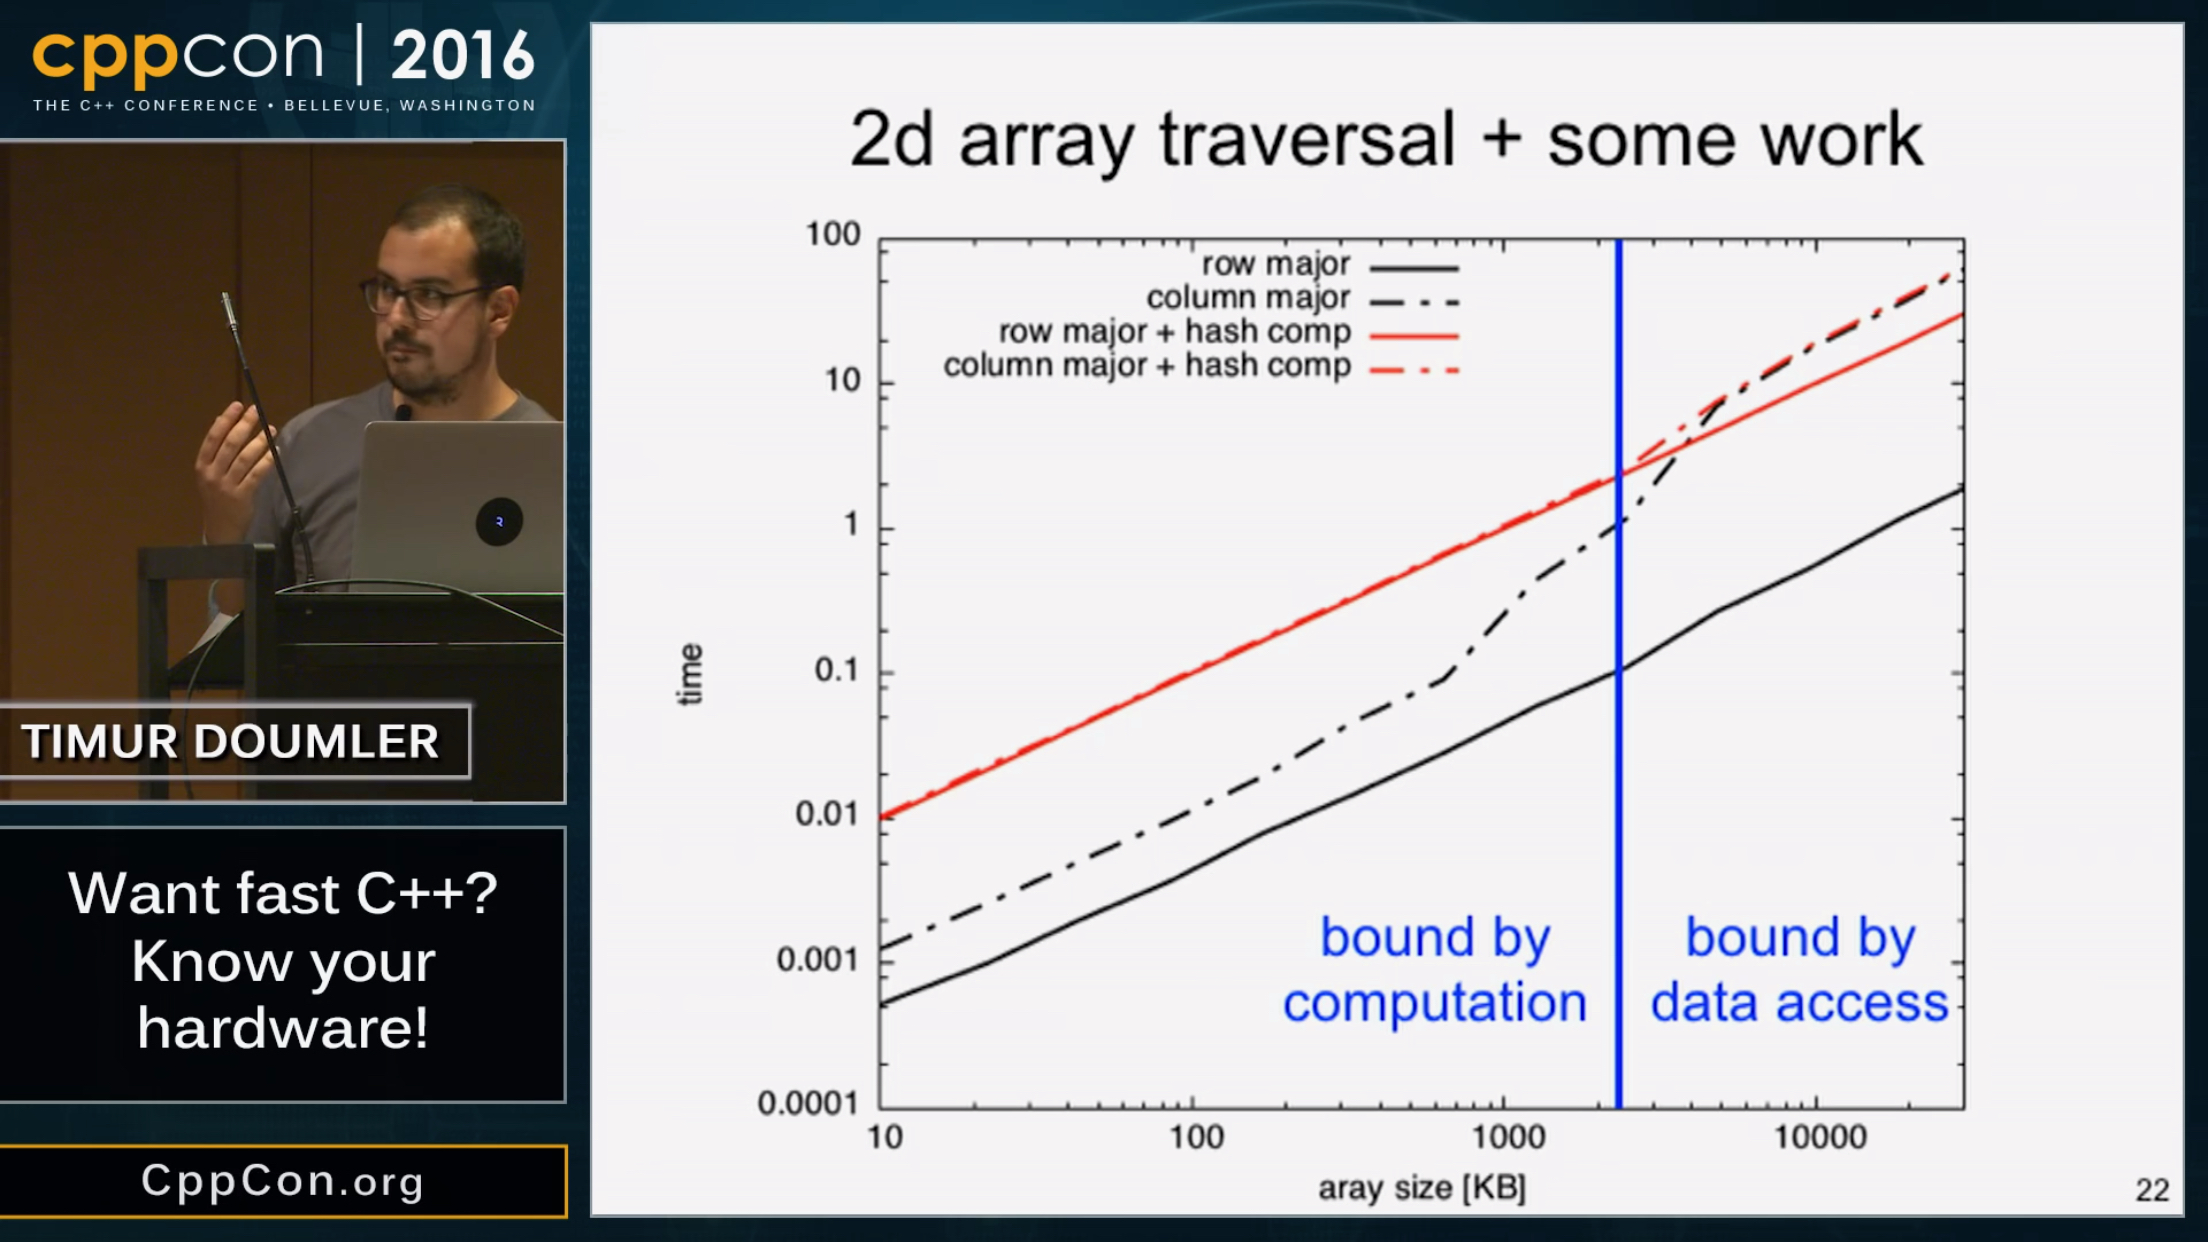 cppcon | 2016
THE C++ CONFERENCE • BELLEVUE, WASHINGTON
TIMUR DOUMLER
Want fast C++?
Know your
hardware!
CppCon.org
2d array traversal + some work
row major
column major
row major + hash comp
column major + hash comp
100
10
1
0.1
0.01
0.001
0.0001
time
bound by
computation
bound by
data access
10 100 1000 10000
aray size [KB]
22